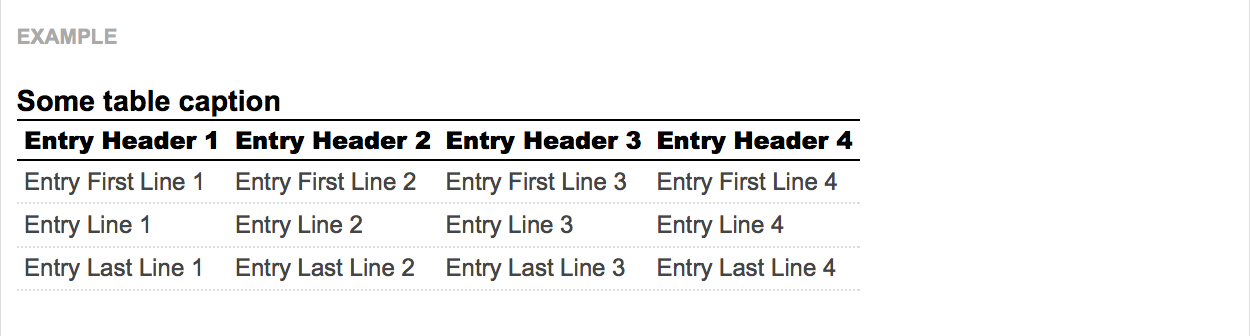 EXAMPLE
Some table caption
Entry Header 1 Entry Header 2 Entry Header 3 Entry Header 4
Entry First Line 1 Entry First Line 2 Entry First Line 3 Entry First Line 4
Entry Line 1 Entry Line 2 Entry Line 3 Entry Line 4
Entry Last Line 1 Entry Last Line 2 Entry Last Line 3 Entry Last Line 4